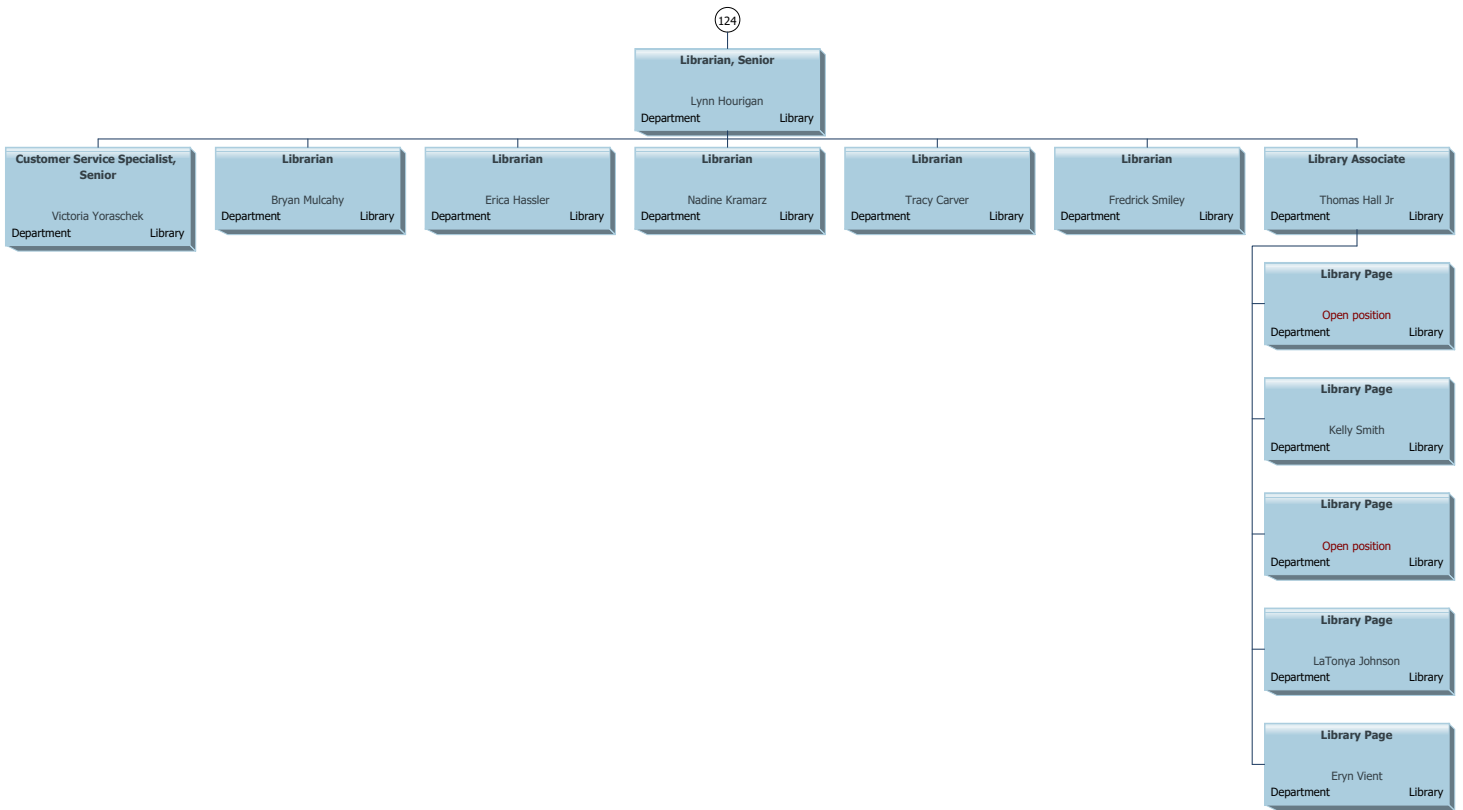 124
Librarian, Senior
Lynn Hourigan
Department Library
Customer Service Specialist,
Senior
Victoria Yoraschek
Department Library
Librarian
Bryan Mulcahy
Department Library
Librarian
Erica Hassler
Department Library
Librarian
Nadine Kramarz
Department Library
Librarian
Tracy Carver
Department Library
Librarian
Fredrick Smiley
Department Library
Library Associate
Thomas Hall Jr
Department Library
Library Page
Open position
Department Library
Library Page
Kelly Smith
Department Library
Library Page
Open position
Department Library
Library Page
LaTonya Johnson
Department Library
Library Page
Eryn Vient
Department Library